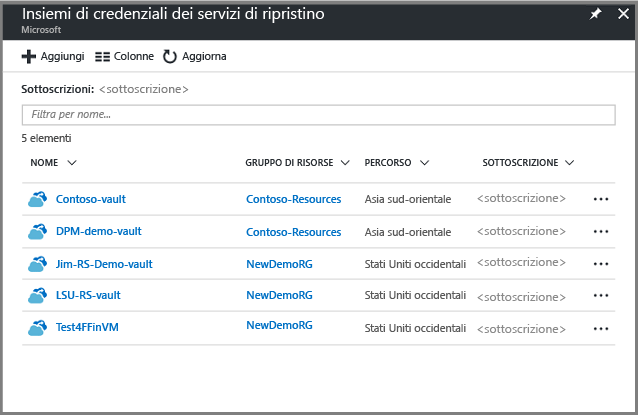 Insiemi di credenziali dei servizi di ripristino
Microsoft
Aggiungi Colonne Aggiorna
Sottoscrizioni: <sottoscrizione>
Filtra per nome...
5 elementi
NOME GRUPPO DI RISORSE PERCORSO SOTTOSCRIZIONE
Contoso-vault Contoso-Resources Asia sud-orientale <sottoscrizione>
DPM-demo-vault Contoso-Resources Asia sud-orientale <sottoscrizione>
Jim-RS-Demo-vault NewDemoRG Stati Uniti occidentali <sottoscrizione>
LSU-RS-vault NewDemoRG Stati Uniti occidentali <sottoscrizione>
Test4FFinVM NewDemoRG Stati Uniti occidentali <sottoscrizione>